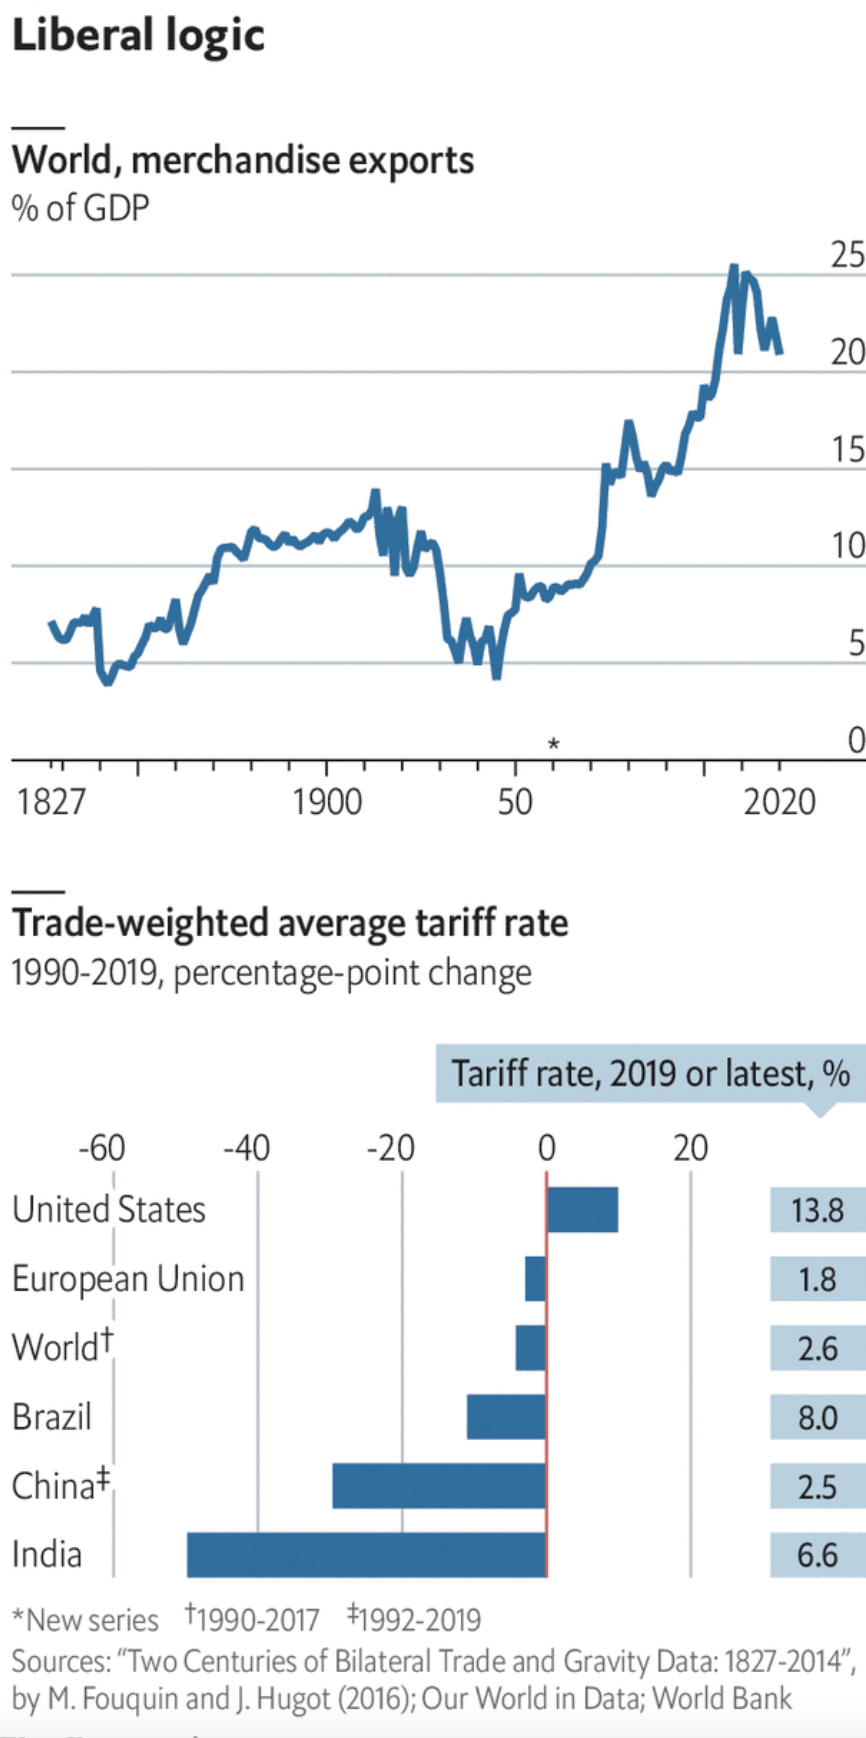 Liberal logic
World, merchandise exports
% of GDP
25
20
15
10
5
0
*
1827 1900 50 2020
Trade-weighted average tariff rate
1990-2019, percentage-point change
Tariff rate, 2019 or latest, %
-60 -40 -20 0 20
United States 13.8
European Union 1.8
World† 2.6
Brazil 8.0
China‡ 2.5
India 6.6
*New series †1990-2017 ‡1992-2019
Sources: “Two Centuries of Bilateral Trade and Gravity Data: 1827-2014”,
by M. Fouquin and J. Hugot (2016); Our World in Data; World Bank